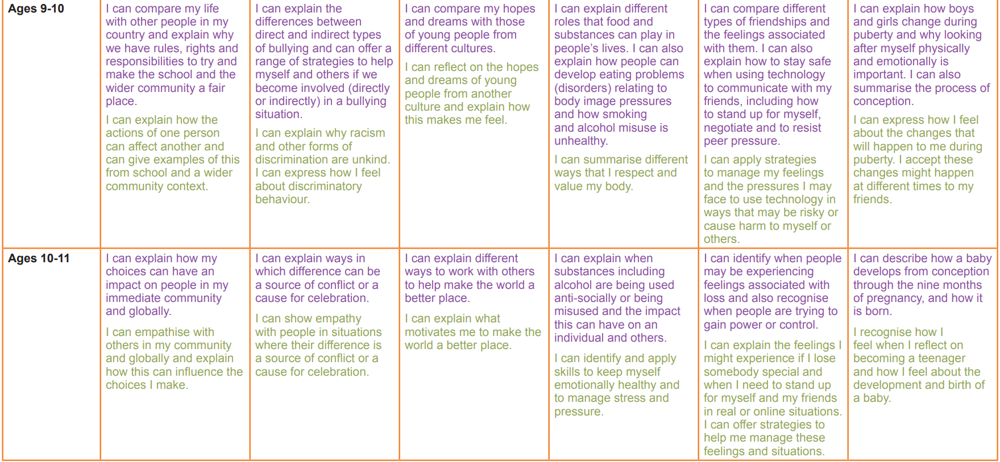 Ages 9-10
I can compare my life
with other people in my
country and explain why
we have rules, rights and
responsibilities to try and
make the school and the
wider community a fair
place.
I can explain how the
actions of one person
can affect another and
can give examples of this
from school and a wider
community context.
I can explain the
differences between
direct and indirect types
of bullying and can offer a
range of strategies to help
myself and others if we
become involved (directly
or indirectly) in a bullying
situation.
I can explain why racism
and other forms of
discrimination are unkind.
I can express how I feel
about discriminatory
behaviour.
I can compare my hopes
and dreams with those
of young people from
different cultures.
I can reflect on the hopes
and dreams of young
people from another
culture and explain how
this makes me feel.
I can explain different
roles that food and
substances can play in
people's lives. I can also
explain how people can
develop eating problems
(disorders) relating to
body image pressures
and how smoking
and alcohol misuse is
unhealthy.
I can summarise different
ways that I respect and
value my body.
I can compare different
types of friendships and
the feelings associated
with them. I can also
explain how to stay safe
when using technology
to communicate with my
friends, including how
to stand up for myself,
negotiate and to resist
peer pressure.
I can apply strategies
to manage my feelings
and the pressures I may
face to use technology in
ways that may be risky or
cause harm to myself or
others.
I can explain how boys
and girls change during
puberty and why looking
after myself physically
and emotionally is
important. I can also
summarise the process of
conception.
I can express how I feel
about the changes that
will happen to me during
puberty. I accept these
changes might happen
at different times to my
friends.
Ages 10-11
I can explain how my
choices can have an
impact on people in my
immediate community
and globally.
I can empathise with
others in my community
and globally and explain
how this can influence the
choices I make.
I can explain ways in
which difference can be
a source of conflict or a
cause for celebration.
I can show empathy
with people in situations
where their difference is
a source of conflict or a
cause for celebration.
I can explain different
ways to work with others
to help make the world a
better place.
I can explain what
motivates me to make the
world a better place.
I can explain when
substances including
alcohol are being used
anti-socially or being
misused and the impact
this can have on an
individual and others.
I can identify and apply
skills to keep myself
emotionally healthy and
to manage stress and
pressure.
I can identify when people
may be experiencing
feelings associated with
loss and also recognise
when people are trying to
gain power or control.
I can explain the feelings I
might experience if I lose
somebody special and
when I need to stand up
for myself and my friends
in real or online situations.
I can offer strategies to
help me manage these
feelings and situations.
I can describe how a baby
develops from conception
through the nine months
of pregnancy, and how it
is born.
I recognise how I
feel when I reflect on
becoming a teenager
and how I feel about the
development and birth of
a baby.